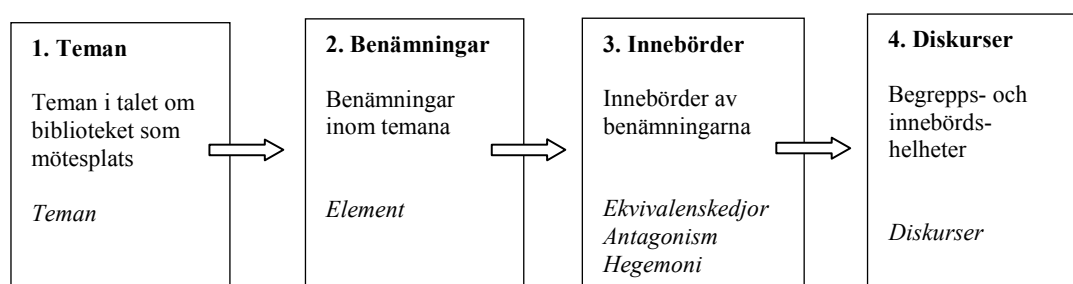 1. Teman
Teman i talet om
biblioteket som
mötesplats
Teman
2. Benämningar
Benämningar
inom temana
Element
3. Innebörder
Innebörder av
benämningarna
Ekvivalenskedjor
Antagonism
Hegemoni
4. Diskurser
Begrepps- och
innebörds-
helheter
Diskurser